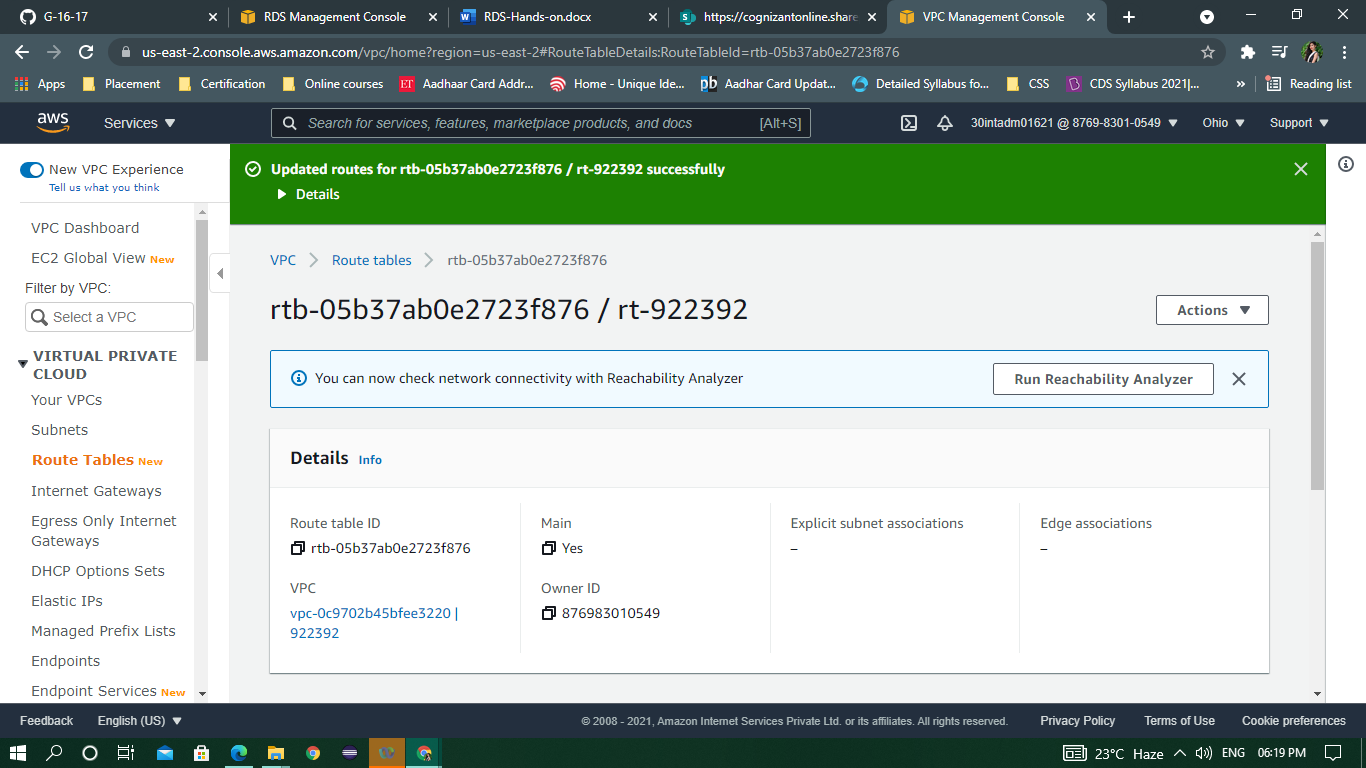 G-16-17
RDS Management Console
RDS-Hands-on.docx
https://cognizantonline.share
VPC Management Console
us-east-2.console.aws.amazon.com/vpc/home?region=us-east-2#RouteTableDetails:RouteTableId=rtb-05b37ab0e2723f876
Apps
Placement
Certification
Online courses
ET
Aadhaar Card Addr...
Home - Unique Ide...
pb
Aadhar Card Updat...
Detailed Syllabus fo...
CSS
CDS Syllabus 2021|...
»
Reading list
aws
Services
Search for services, features, marketplace products, and docs
[Alt+S]
30intadm01621 @ 8769-8301-0549
Ohio
Support
New VPC Experience
Tell us what you think
Updated routes for rtb-05b37ab0e2723f876 / rt-922392 successfully
Details
VPC Dashboard
EC2 Global View New
Filter by VPC:
Select a VPC
VIRTUAL PRIVATE
CLOUD
Your VPCs
Subnets
Route Tables New
Internet Gateways
Egress Only Internet
Gateways
DHCP Options Sets
Elastic IPs
Managed Prefix Lists
Endpoints
Endpoint Services New
VPC
Route tables
rtb-05b37ab0e2723f876
rtb-05b37ab0e2723f876 / rt-922392
Actions
You can now check network connectivity with Reachability Analyzer
Run Reachability Analyzer
Details Info
Route table ID
rtb-05b37ab0e2723f876
Main
Yes
Explicit subnet associations
–
Edge associations
–
VPC
vpc-0c9702b45bfee3220 |
922392
Owner ID
876983010549
Feedback
English (US)
© 2008 - 2021, Amazon Internet Services Private Ltd. or its affiliates. All rights reserved.
Privacy Policy
Terms of Use
Cookie preferences
23°C Haze
ENG
06:19 PM